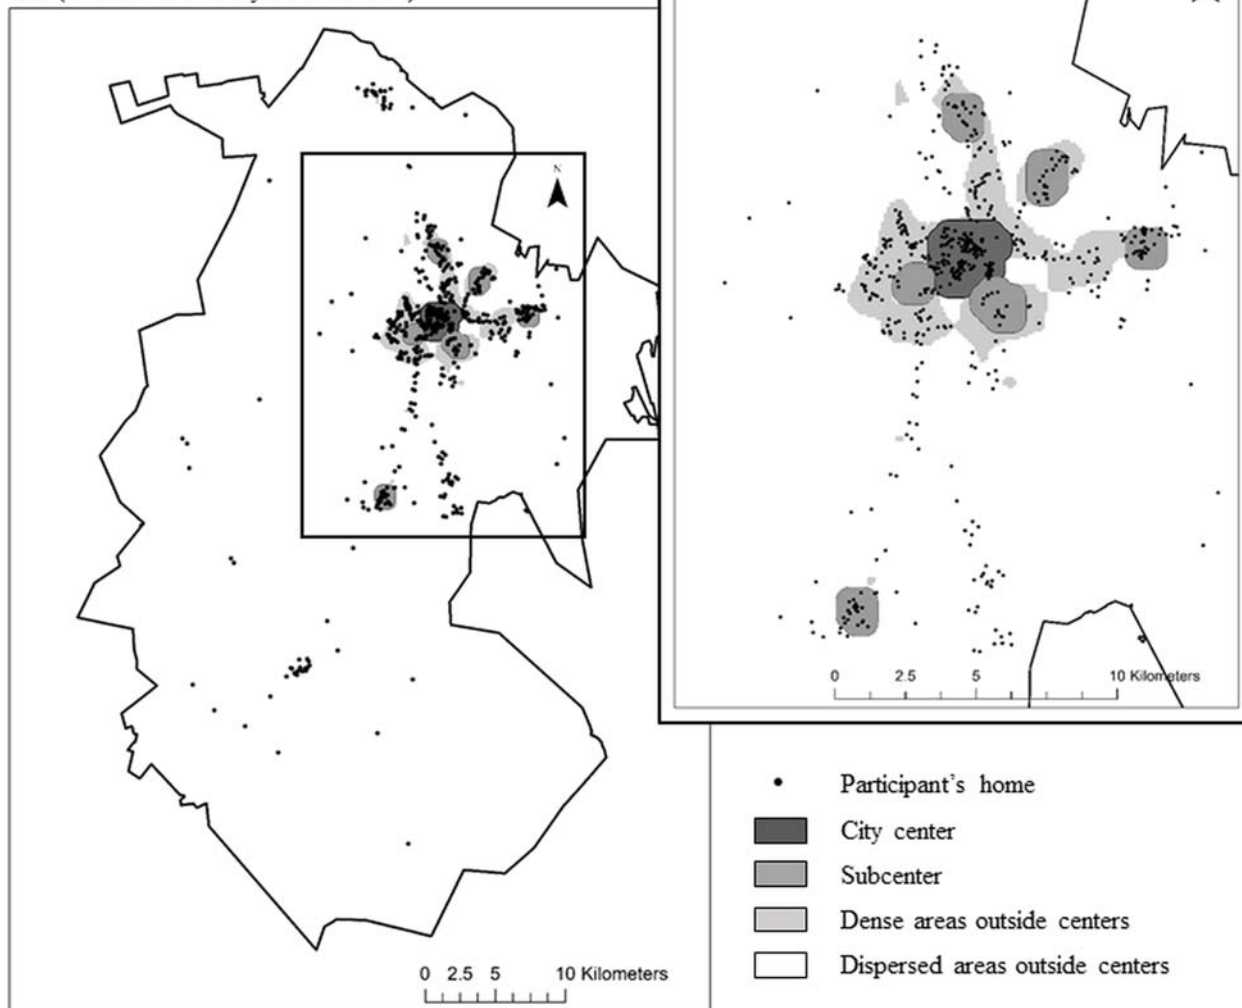 N
0 2.5 5 10 Kilometers
0 2.5 5 10 Kilometers
Participant's home
City center
Subcenter
Dense areas outside centers
Dispersed areas outside centers